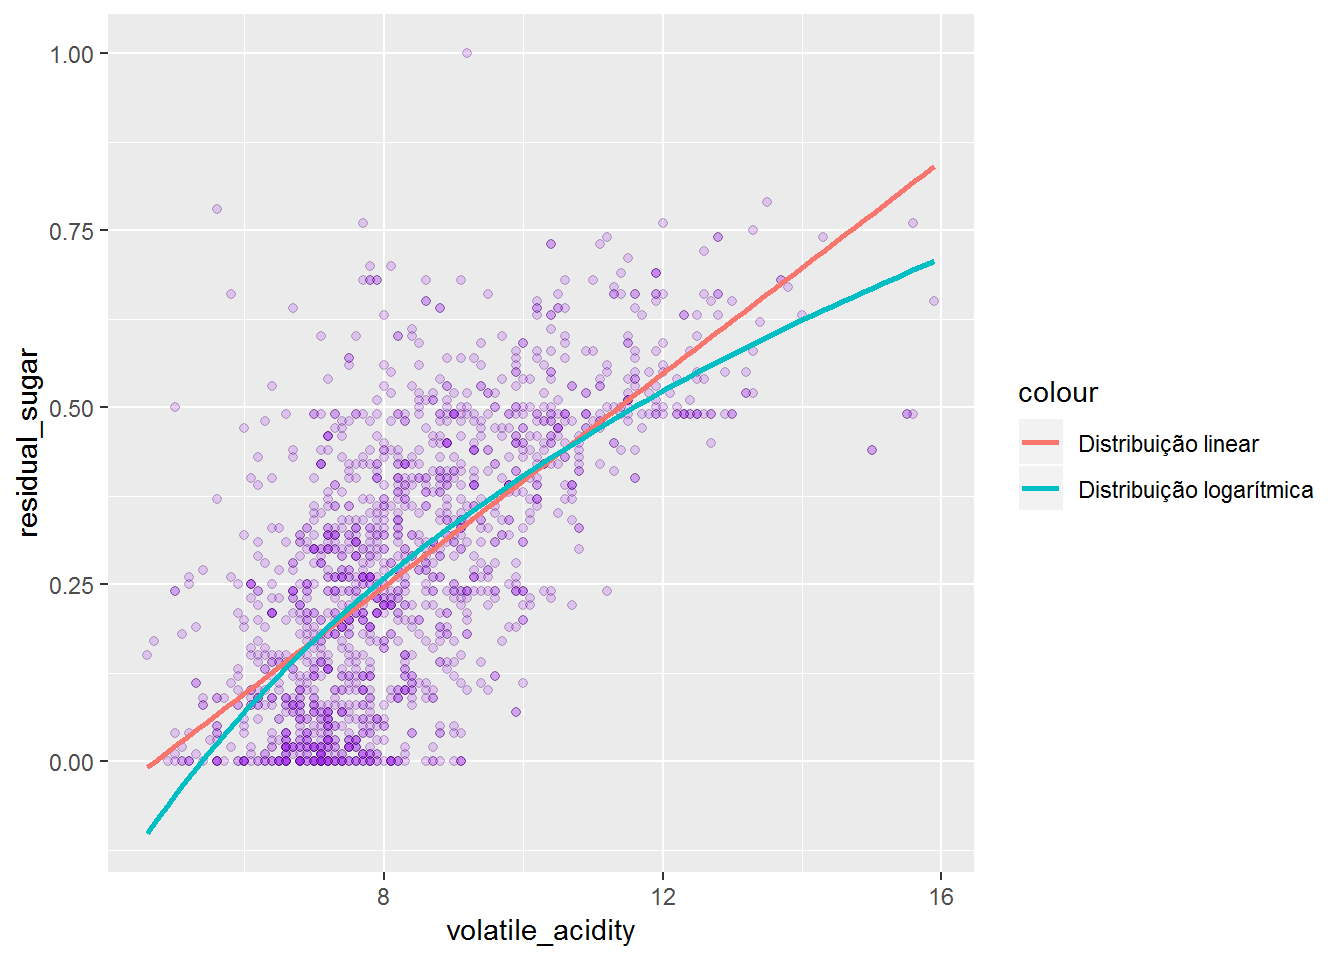 1.00
0.75
0.50
0.25
0.00
residual_sugar
8
12
16
volatile_acidity
colour
Distribuição linear
Distribuição logarítmica